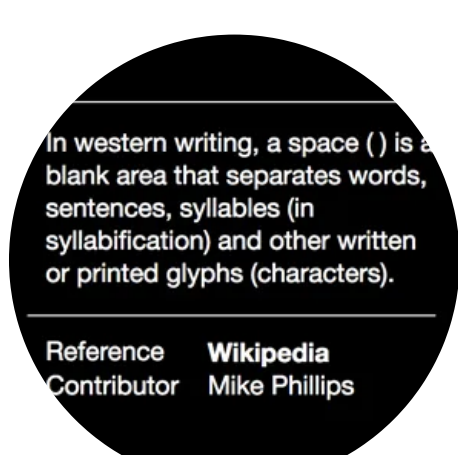 In western writing, a space ( ) is a
blank area that separates words,
sentences, syllables (in
syllabification) and other written
or printed glyphs (characters).
Reference Wikipedia
Contributor Mike Phillips